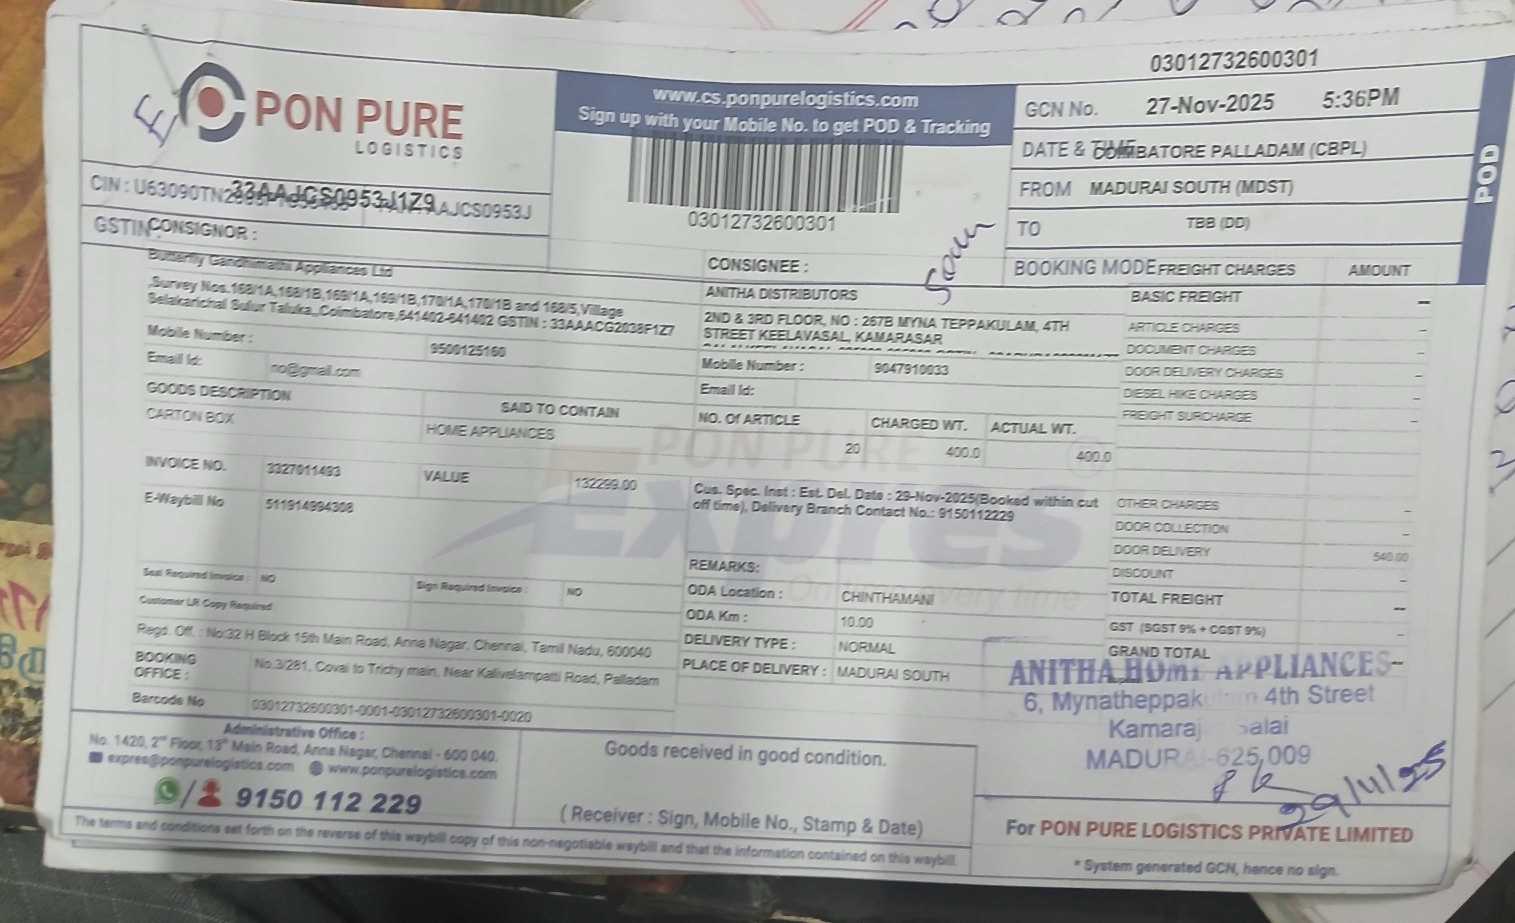 03012732600301
PON PURE
LOGISTICS
www.cs.ponpurelogistics.com
Sign up with your Mobile No. to get POD & Tracking
GCN No. 27-Nov-2025 5:36PM
DATE & TIME COIMBATORE PALLADAM (CBPL)
FROM MADURAI SOUTH (MDST)
TO TBB (DD)
BOOKING MODE
POD
03012732600301
CIN : U63090TN 33AAJCS0953J1Z9 AAJCS0953J
GSTIN
CONSIGNOR :
Butterfly Gandhimathi Appliances Ltd
,Survey Nos.168/1A,168/1B,169/1A,169/1B,170/1A,170/1B and 168/5,Village
Selakarichal Sulur Taluka,,Coimbatore,641402-641402 GSTIN : 33AAACG2038F1Z7
Mobile Number : 9500125160
Email Id: no@gmail.com
GOODS DESCRIPTION SAID TO CONTAIN
CARTON BOX HOME APPLIANCES
INVOICE NO. 3327011493 VALUE 132299.00
E-Waybill No 511914994308
Seal Required Invoice : NO Sign Required Invoice : NO
Customer LR Copy Required
Regd. Off. : No:32 H Block 15th Main Road, Anna Nagar, Chennai, Tamil Nadu, 600040
BOOKING OFFICE : No.3/281, Covai to Trichy main, Near Kalivelampatti Road, Palladam
Barcode No 03012732600301-0001-03012732600301-0020
CONSIGNEE :
ANITHA DISTRIBUTORS
2ND & 3RD FLOOR, NO : 267B MYNA TEPPAKULAM, 4TH
STREET KEELAVASAL, KAMARASAR
Mobile Number : 9047910033
Email Id:
NO. Of ARTICLE CHARGED WT. ACTUAL WT.
20 400.0 400.0
PON PURE
Expres
Cus. Spec. Inst : Est. Del. Date : 29-Nov-2025(Booked within cut
off time), Delivery Branch Contact No.: 9150112229
REMARKS:
ODA Location : CHINTHAMANI
ODA Km : 10.00
DELIVERY TYPE : NORMAL
PLACE OF DELIVERY : MADURAI SOUTH
FREIGHT CHARGES AMOUNT
BASIC FREIGHT --
ARTICLE CHARGES -
DOCUMENT CHARGES -
DOOR DELIVERY CHARGES -
DIESEL HIKE CHARGES -
FREIGHT SURCHARGE -
OTHER CHARGES -
DOOR COLLECTION -
DOOR DELIVERY 540.00
DISCOUNT -
TOTAL FREIGHT --
GST (SGST 9% + CGST 9%) -
GRAND TOTAL --
ANITHA HOME APPLIANCES
6, Mynatheppakulam 4th Street
Kamaraj Salai
MADURAI-625,009
29/11/25
Administrative Office :
No. 1420, 2nd Floor, 13th Main Road, Anna Nagar, Chennai - 600 040.
expres@ponpurelogistics.com www.ponpurelogistics.com
9150 112 229
Goods received in good condition.
( Receiver : Sign, Mobile No., Stamp & Date)
For PON PURE LOGISTICS PRIVATE LIMITED
* System generated GCN, hence no sign.
The terms and conditions set forth on the reverse of this waybill copy of this non-negotiable waybill and that the information contained on this waybill.